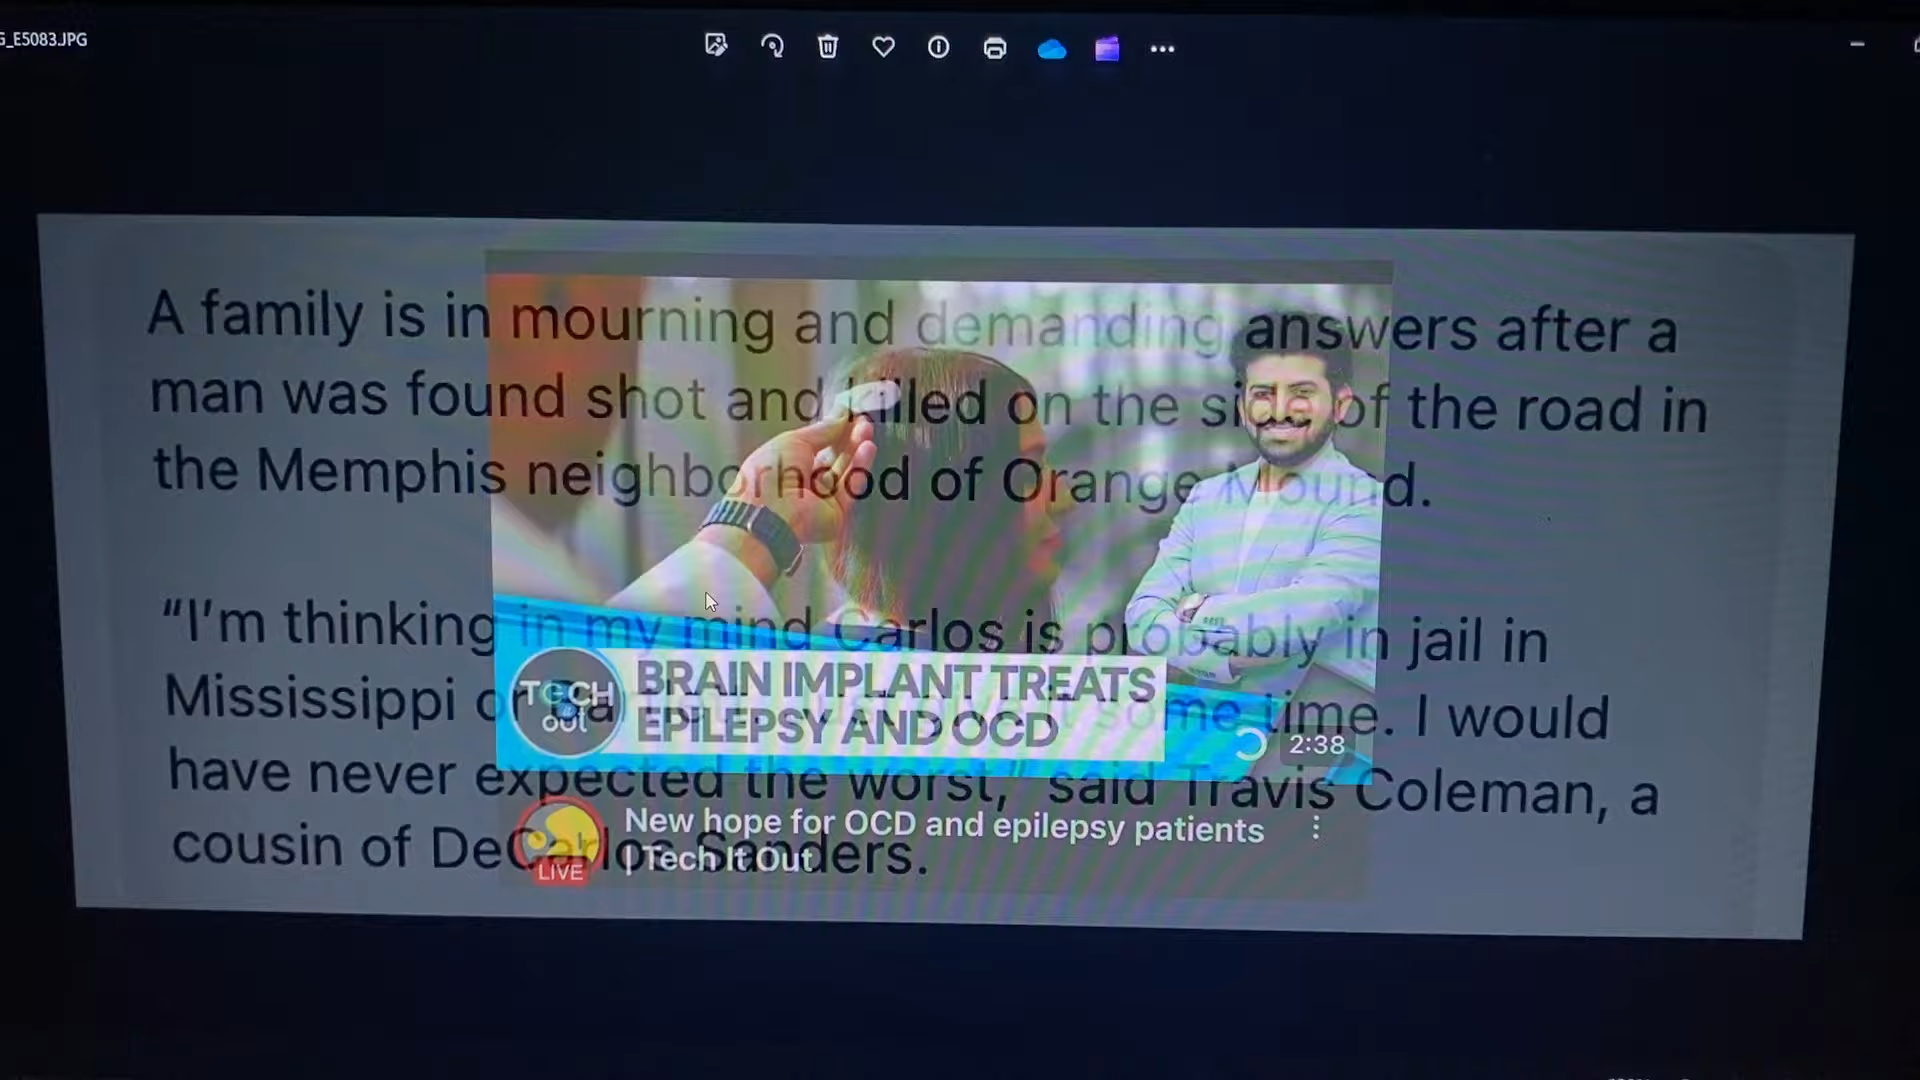 G_E5083.JPG
A family is in mourning and demanding answers after a
man was found shot and killed on the side of the road in
the Memphis neighborhood of Orange Mound.
“I’m thinking in my mind Carlos is probably in jail in
Mississippi or some time. I would
have never expected the worst,” said Travis Coleman, a
cousin of DeCarlos Sanders.
TECH
out
BRAIN IMPLANT TREATS
EPILEPSY AND OCD
2:38
New hope for OCD and epilepsy patients
| Tech It Out
LIVE